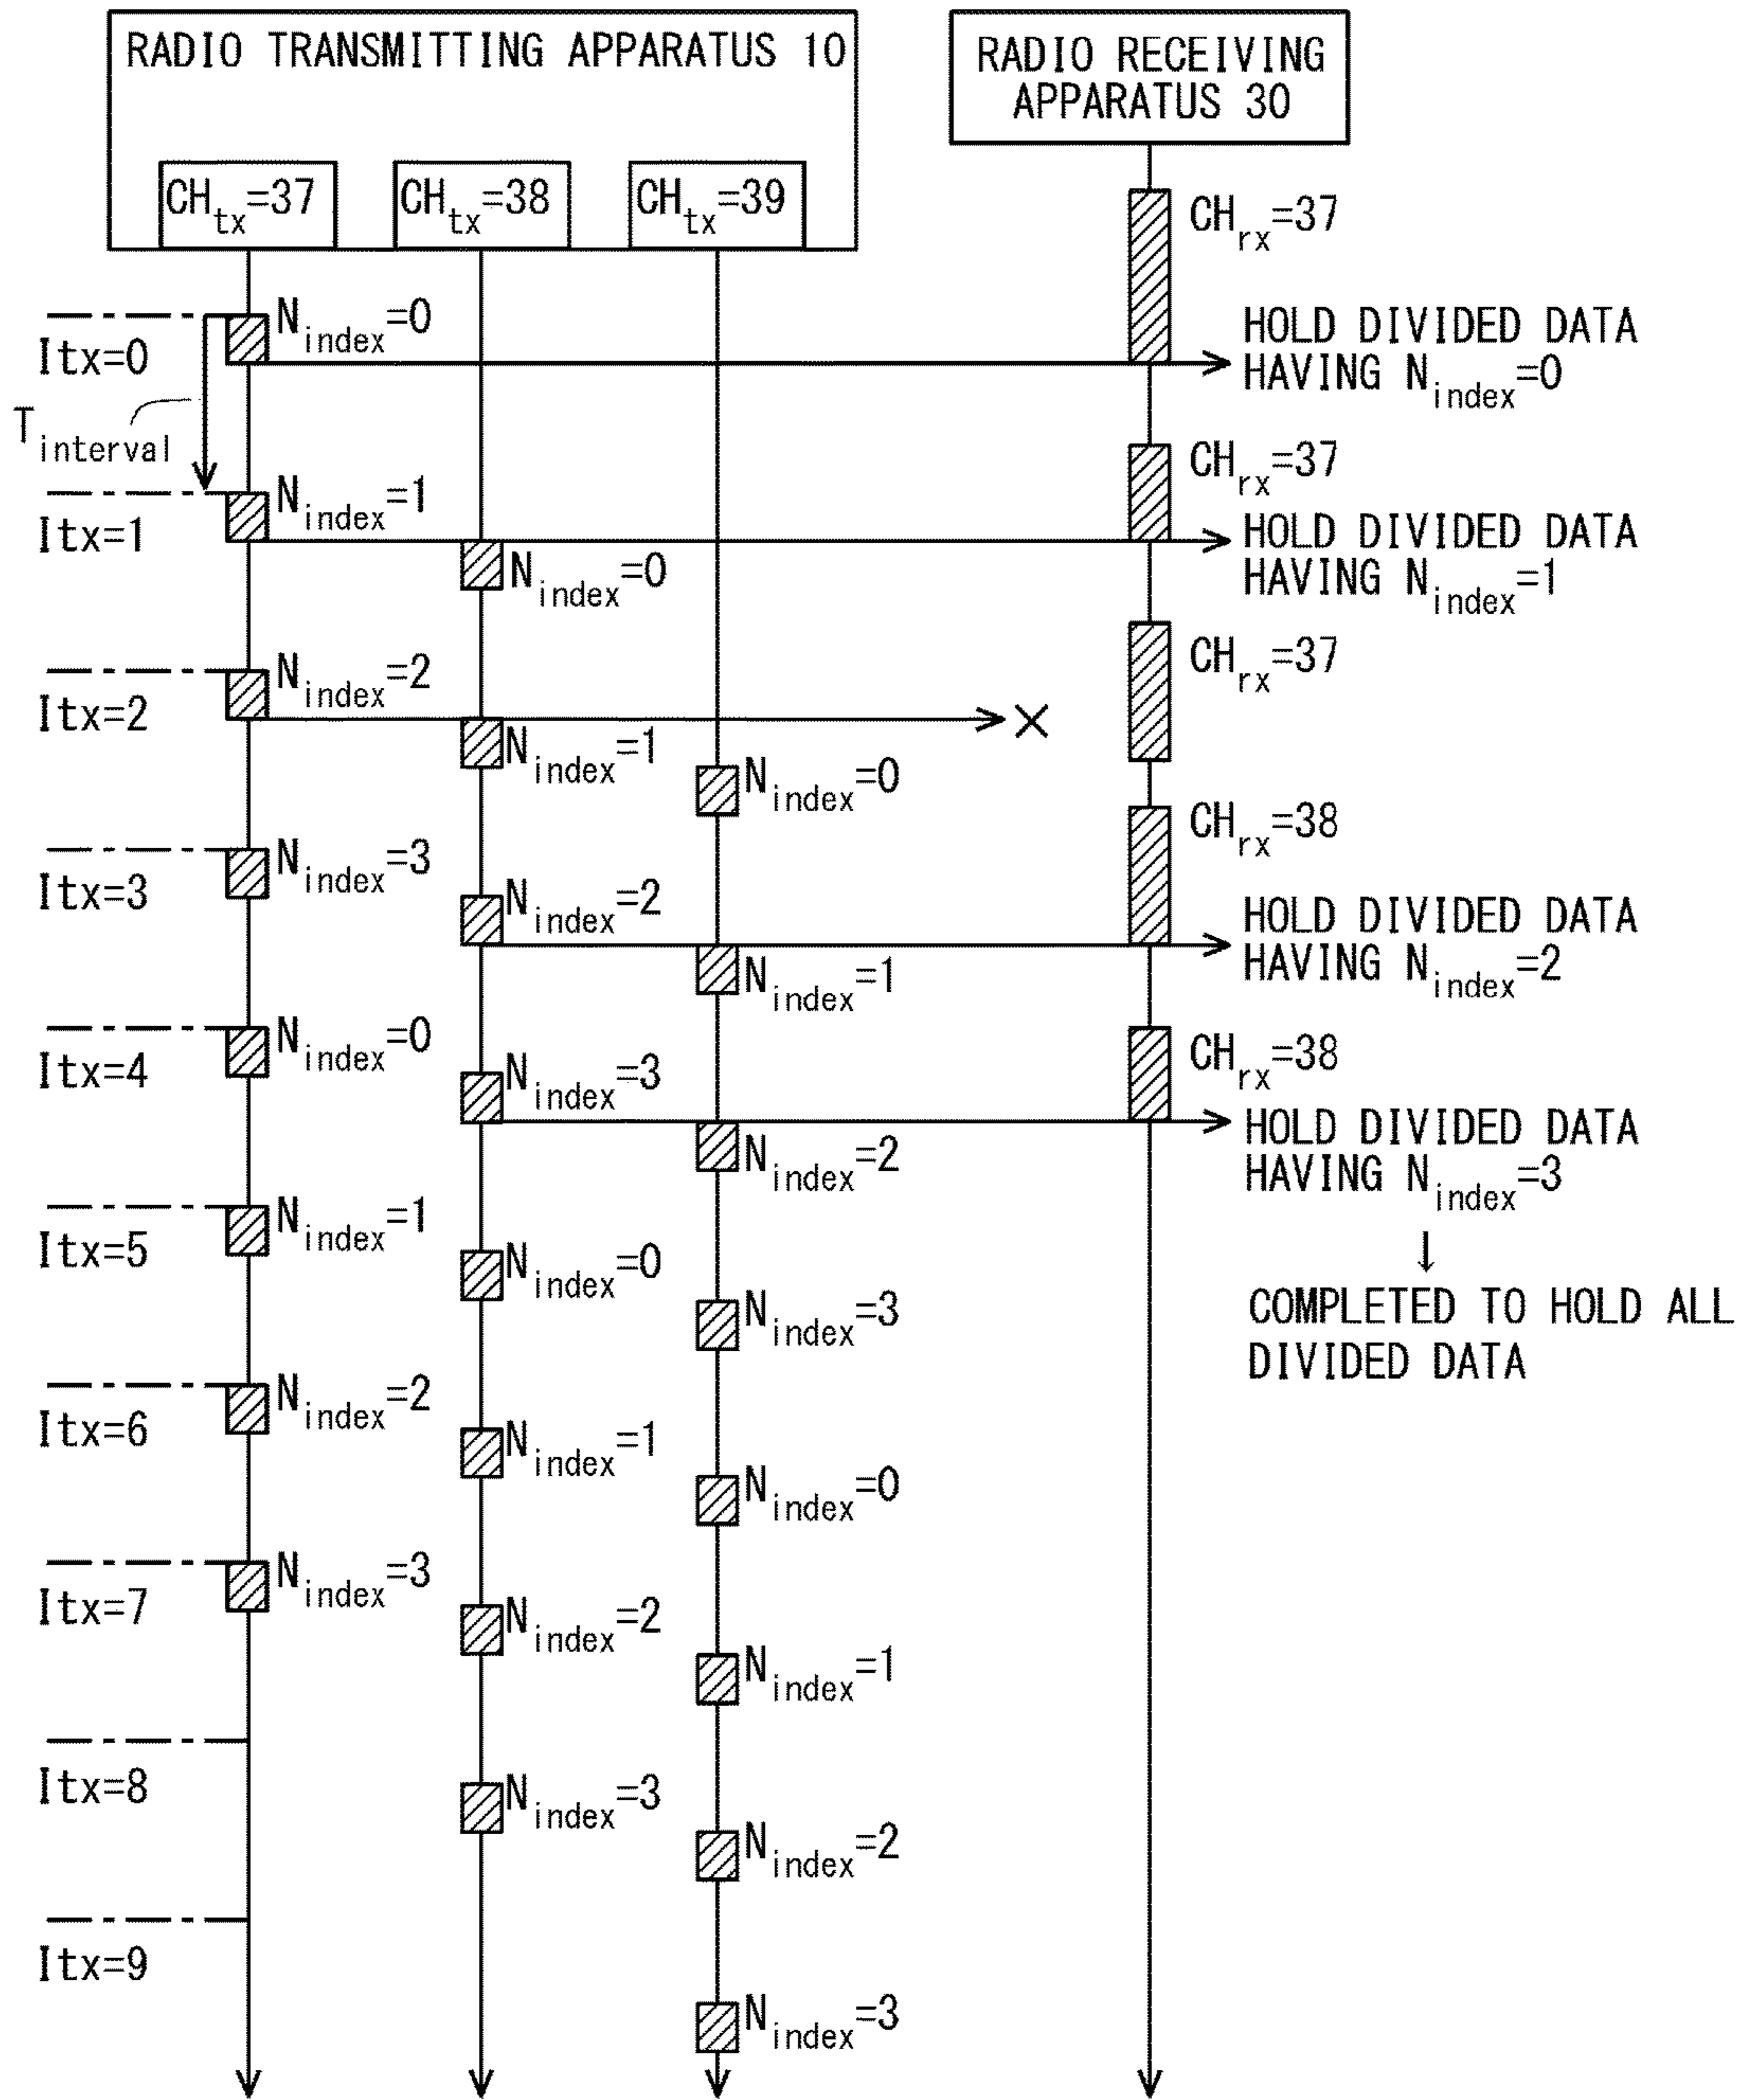 RADIO TRANSMITTING APPARATUS 10
RADIO RECEIVING
APPARATUS 30
CHtx=37
CHtx=38
CHtx=39
CHrx=37
Nindex=0
Itx=0
HOLD DIVIDED DATA
HAVING Nindex=0
Tinterval
CHrx=37
Nindex=1
Itx=1
HOLD DIVIDED DATA
HAVING Nindex=1
Nindex=0
CHrx=37
Nindex=2
Itx=2
×
Nindex=1
Nindex=0
CHrx=38
Nindex=3
Itx=3
Nindex=2
HOLD DIVIDED DATA
HAVING Nindex=2
Nindex=1
Nindex=0
Itx=4
CHrx=38
Nindex=3
HOLD DIVIDED DATA
HAVING Nindex=3
↓
COMPLETED TO HOLD ALL
DIVIDED DATA
Nindex=2
Nindex=1
Itx=5
Nindex=0
Nindex=3
Nindex=2
Itx=6
Nindex=1
Nindex=0
Nindex=3
Itx=7
Nindex=2
Nindex=1
Itx=8
Nindex=3
Nindex=2
Itx=9
Nindex=3